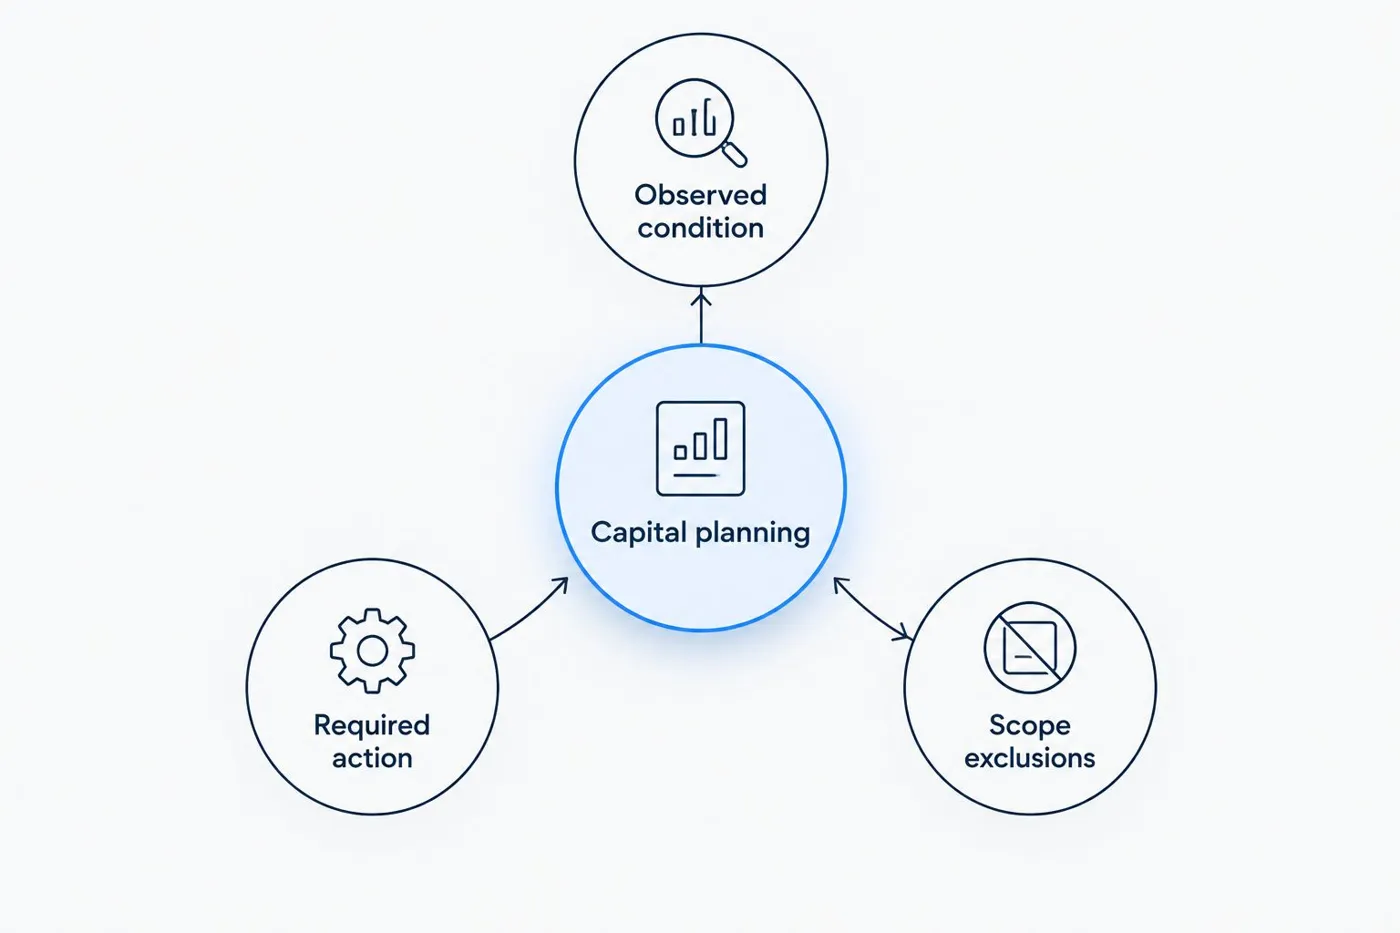 Observed
condition
Capital planning
Required
action
Scope
exclusions